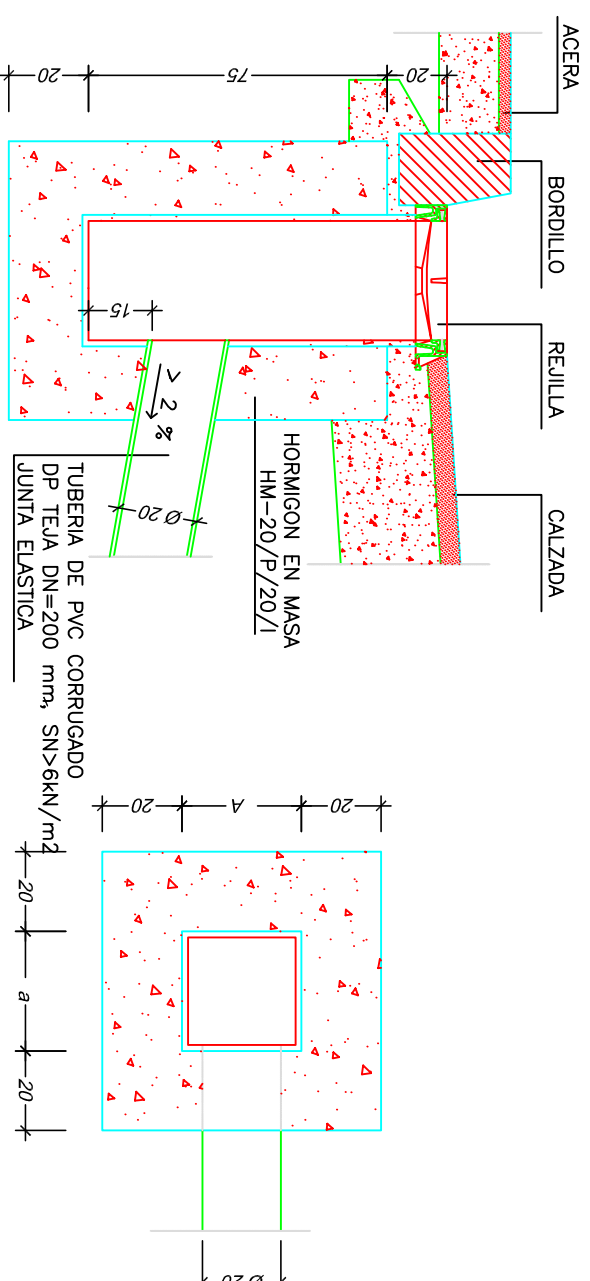 ACERA
BORDILLO
REJILLA
CALZADA
20
75
20
15
> 2 %
Ø 20
HORMIGON EN MASA
HM-20/P/20/I
TUBERIA DE PVC CORRUGADO
DP TEJA DN=200 mm, SN>6kN/m2
JUNTA ELASTICA
20
A
20
20
a
20
Ø 20